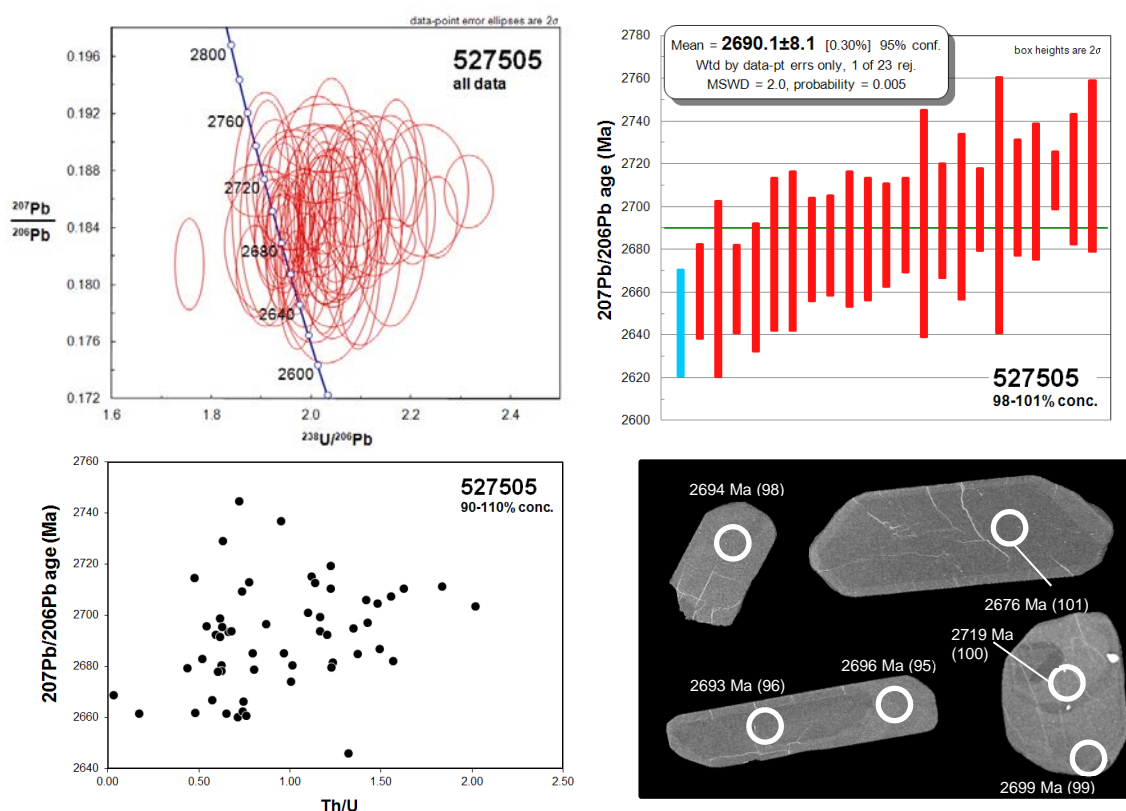 data-point error ellipses are 2σ
527505
all data
0.196
0.192
0.188
0.184
0.180
0.176
0.172
2800
2760
2720
2680
2640
2600
²⁰⁷Pb
²⁰⁶Pb
1.6 1.8 2.0 2.2 2.4
²³⁸U/²⁰⁶Pb
Mean = 2690.1±8.1 [0.30%] 95% conf.
Wtd by data-pt errs only, 1 of 23 rej.
MSWD = 2.0, probability = 0.005
box heights are 2σ
2780
2760
2740
2720
2700
2680
2660
2640
2620
2600
207Pb/206Pb age (Ma)
527505
98-101% conc.
2760
2740
2720
2700
2680
2660
2640
207Pb/206Pb age (Ma)
527505
90-110% conc.
0.00 0.50 1.00 1.50 2.00 2.50
Th/U
2694 Ma (98)
2676 Ma (101)
2719 Ma
(100)
2696 Ma (95)
2693 Ma (96)
2699 Ma (99)